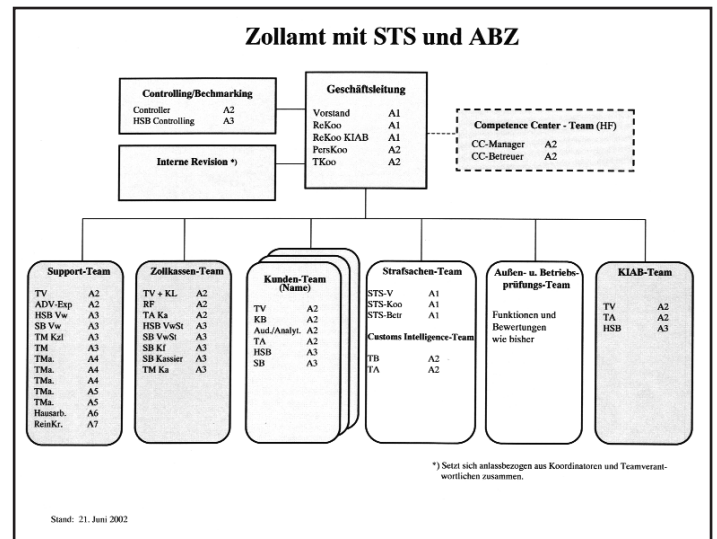 Zollamt mit STS und ABZ
Controlling/Bechmarking
Controller A2
HSB Controlling A3
Interne Revision *)
Geschäftsleitung
Vorstand A1
ReKoo A1
ReKoo KIAB A1
PersKoo A2
TKoo A2
Competence Center - Team (HF)
CC-Manager A2
CC-Betreuer A2
Support-Team
TV A2
ADV-Exp A2
HSB Vw A3
SB Vw A3
TM Kzl A3
TM A3
TMa. A4
TMa. A4
TMa. A4
TMa. A5
TMa. A5
Hausarb. A6
ReinKr. A7
Zollkassen-Team
TV + KL A2
RF A2
TA Ka A2
HSB VwSt A3
SB VwSt A3
SB Kf A3
SB Kassier A3
TM Ka A3
Kunden-Team
(Name)
TV A2
KB A2
Aud./Analyt. A2
TA A2
HSB A3
SB A3
Strafsachen-Team
STS-V A1
STS-Koo A1
STS-Betr A1
Customs Intelligence-Team
TB A2
TA A2
Außen- u. Betriebs-
prüfungs-Team
Funktionen und
Bewertungen
wie bisher
KIAB-Team
TV A2
TA A2
HSB A3
*) Setzt sich anlassbezogen aus Koordinatoren und Teamverant-
wortlichen zusammen.
Stand: 21. Juni 2002